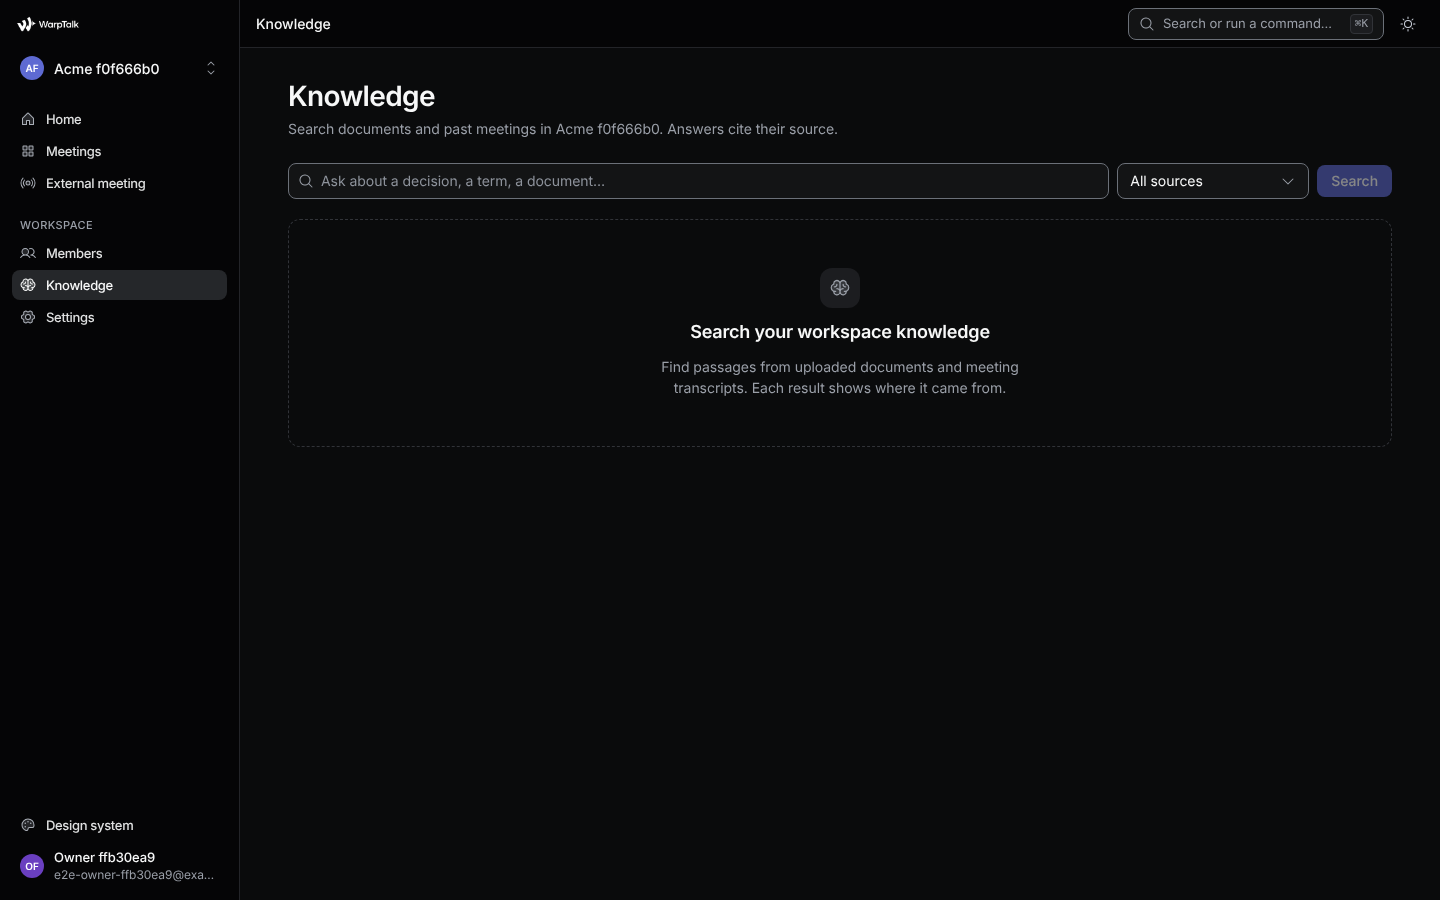 WarpTalk
Knowledge
Search or run a command...
⌘K
AF
Acme f0f666b0
Home
Meetings
External meeting
WORKSPACE
Members
Knowledge
Settings
Knowledge
Search documents and past meetings in Acme f0f666b0. Answers cite their source.
Ask about a decision, a term, a document...
All sources
Search
Search your workspace knowledge
Find passages from uploaded documents and meeting
transcripts. Each result shows where it came from.
Design system
OF
Owner ffb30ea9
e2e-owner-ffb30ea9@exa...